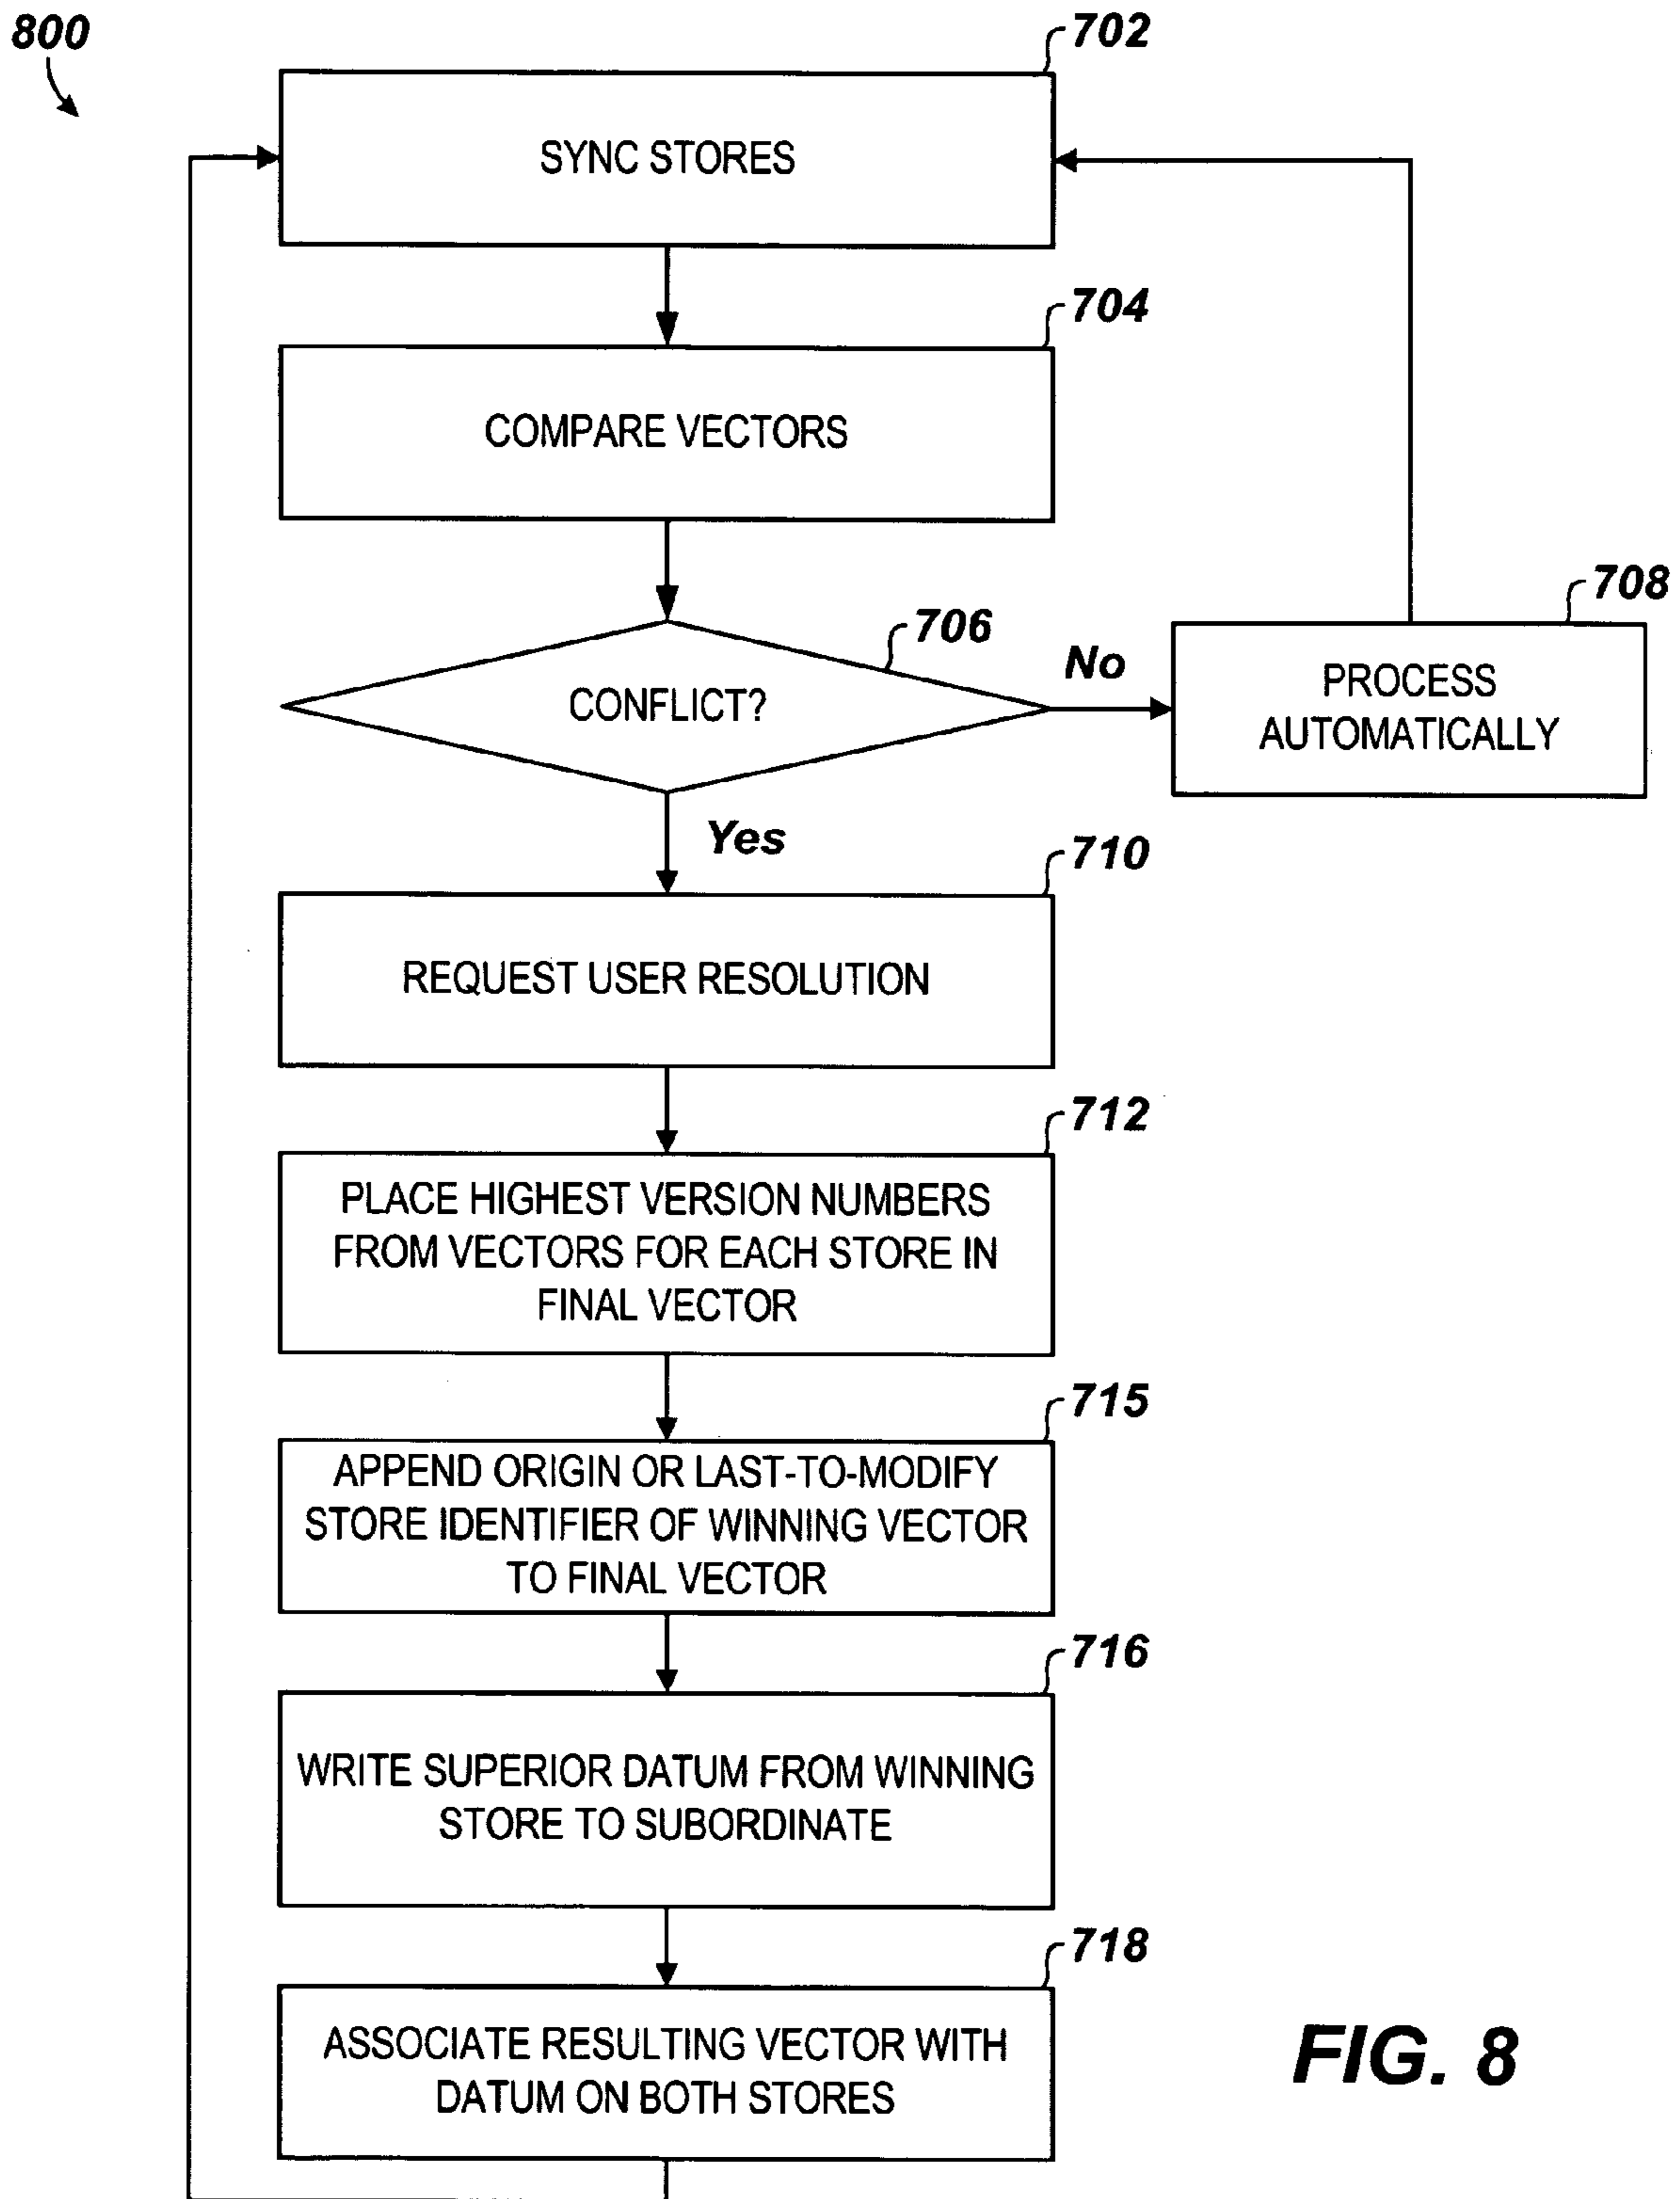 800
702
SYNC STORES
704
COMPARE VECTORS
706
CONFLICT?
No
708
PROCESS
AUTOMATICALLY
Yes
710
REQUEST USER RESOLUTION
712
PLACE HIGHEST VERSION NUMBERS
FROM VECTORS FOR EACH STORE IN
FINAL VECTOR
715
APPEND ORIGIN OR LAST-TO-MODIFY
STORE IDENTIFIER OF WINNING VECTOR
TO FINAL VECTOR
716
WRITE SUPERIOR DATUM FROM WINNING
STORE TO SUBORDINATE
718
ASSOCIATE RESULTING VECTOR WITH
DATUM ON BOTH STORES
FIG. 8